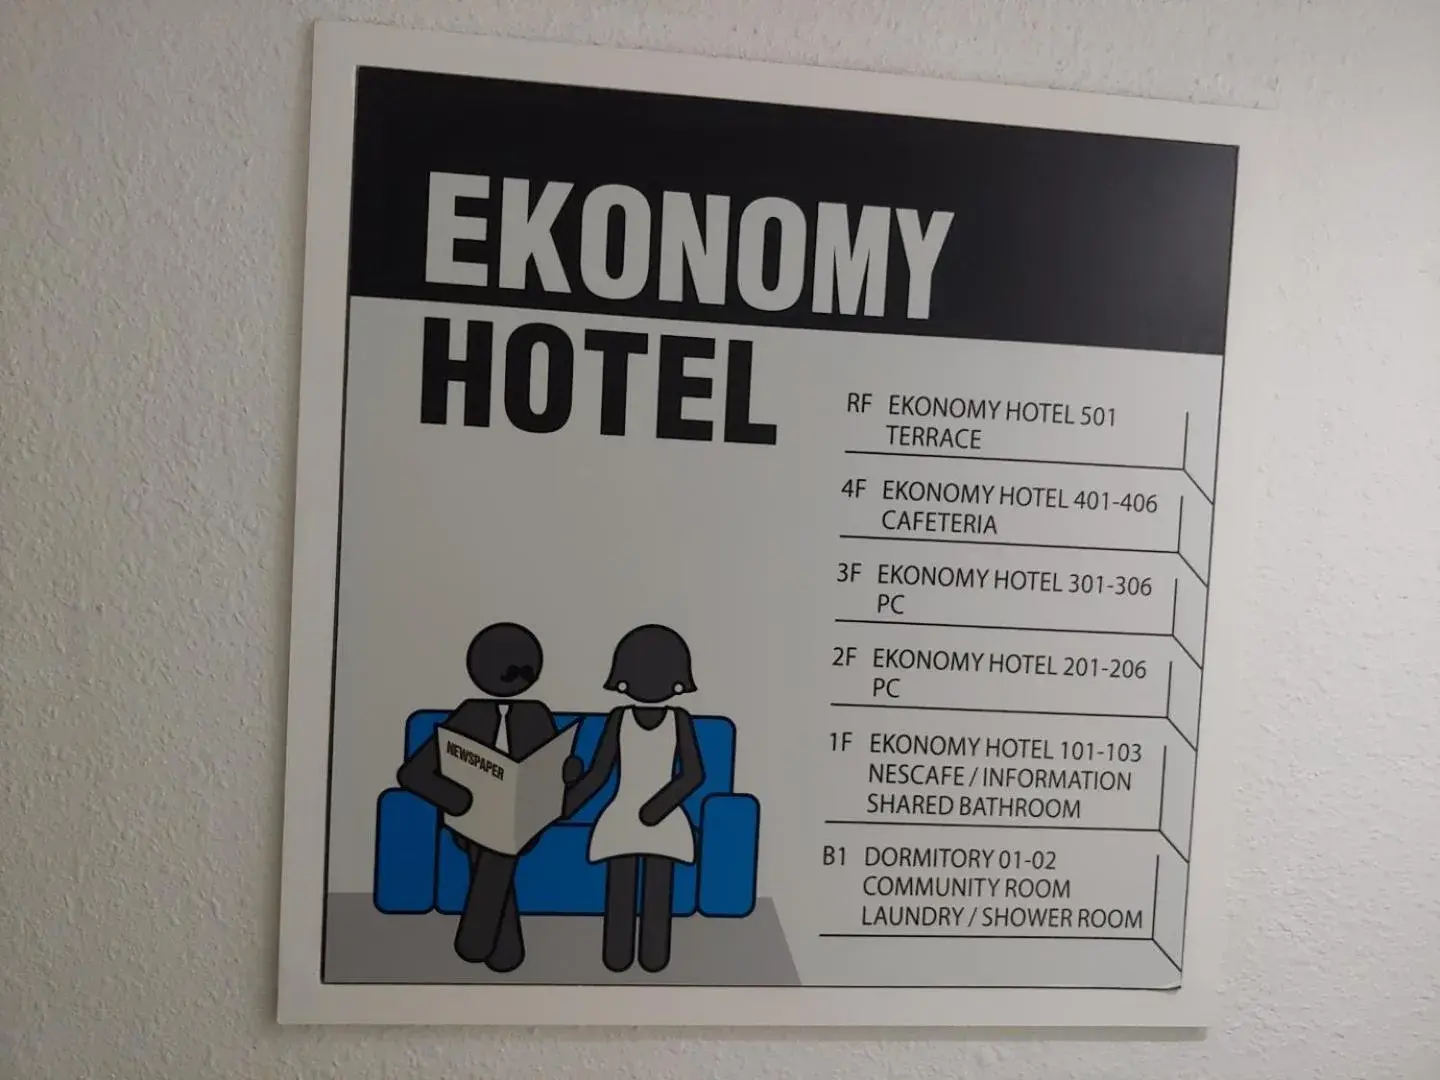 EKONOMY
HOTEL
RF EKONOMY HOTEL 501
TERRACE
4F EKONOMY HOTEL 401-406
CAFETERIA
3F EKONOMY HOTEL 301-306
PC
2F EKONOMY HOTEL 201-206
PC
1F EKONOMY HOTEL 101-103
NESCAFE / INFORMATION
SHARED BATHROOM
B1 DORMITORY 01-02
COMMUNITY ROOM
LAUNDRY / SHOWER ROOM
NEWSPAPER